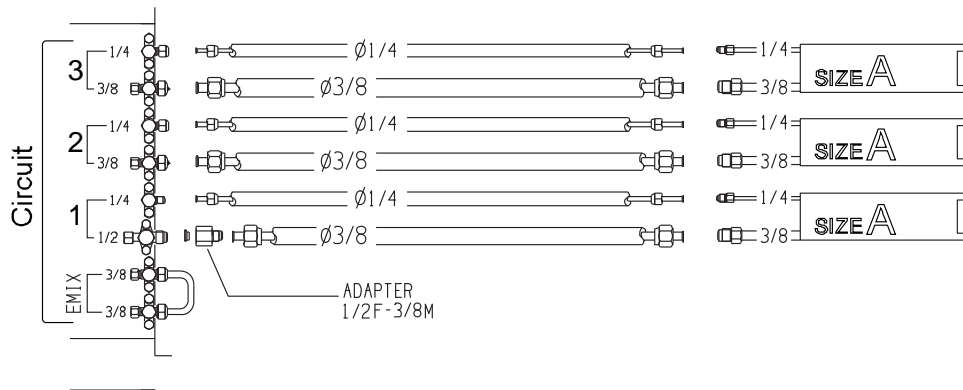 Circuit
3
1/4
3/8
Ø1/4
Ø3/8
1/4
3/8
SIZE A
2
1/4
3/8
Ø1/4
Ø3/8
1/4
3/8
SIZE A
1
1/4
1/2
Ø1/4
Ø3/8
1/4
3/8
SIZE A
EMIX
3/8
3/8
ADAPTER
1/2F-3/8M